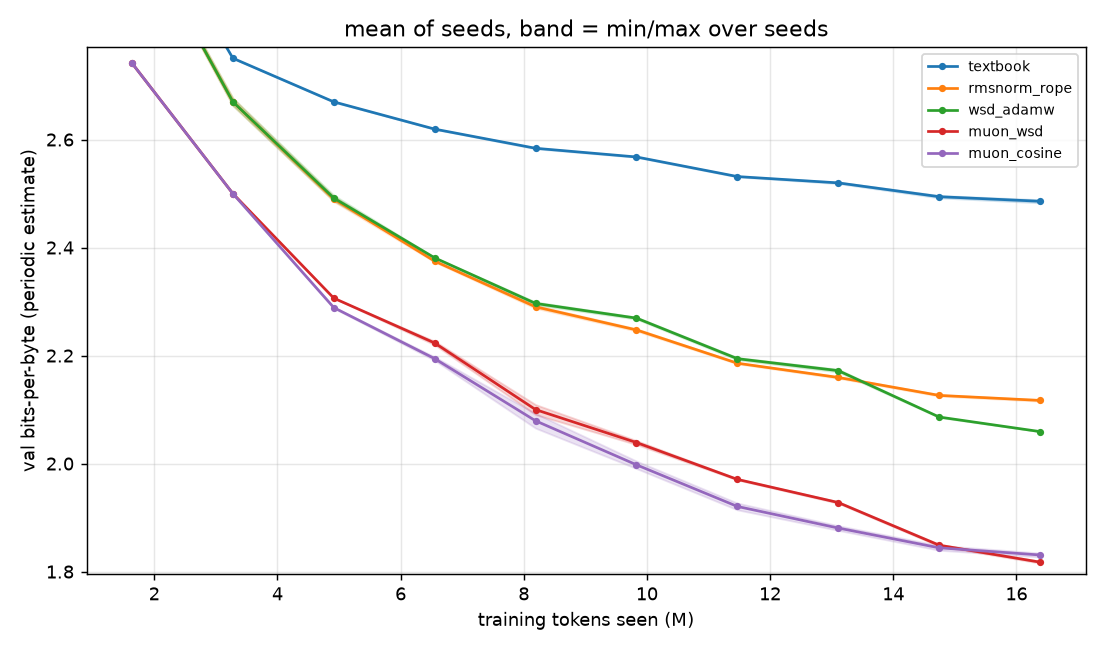 mean of seeds, band = min/max over seeds
textbook
rmsnorm_rope
wsd_adamw
muon_wsd
muon_cosine
val bits-per-byte (periodic estimate)
2.6
2.4
2.2
2.0
1.8
2 4 6 8 10 12 14 16
training tokens seen (M)